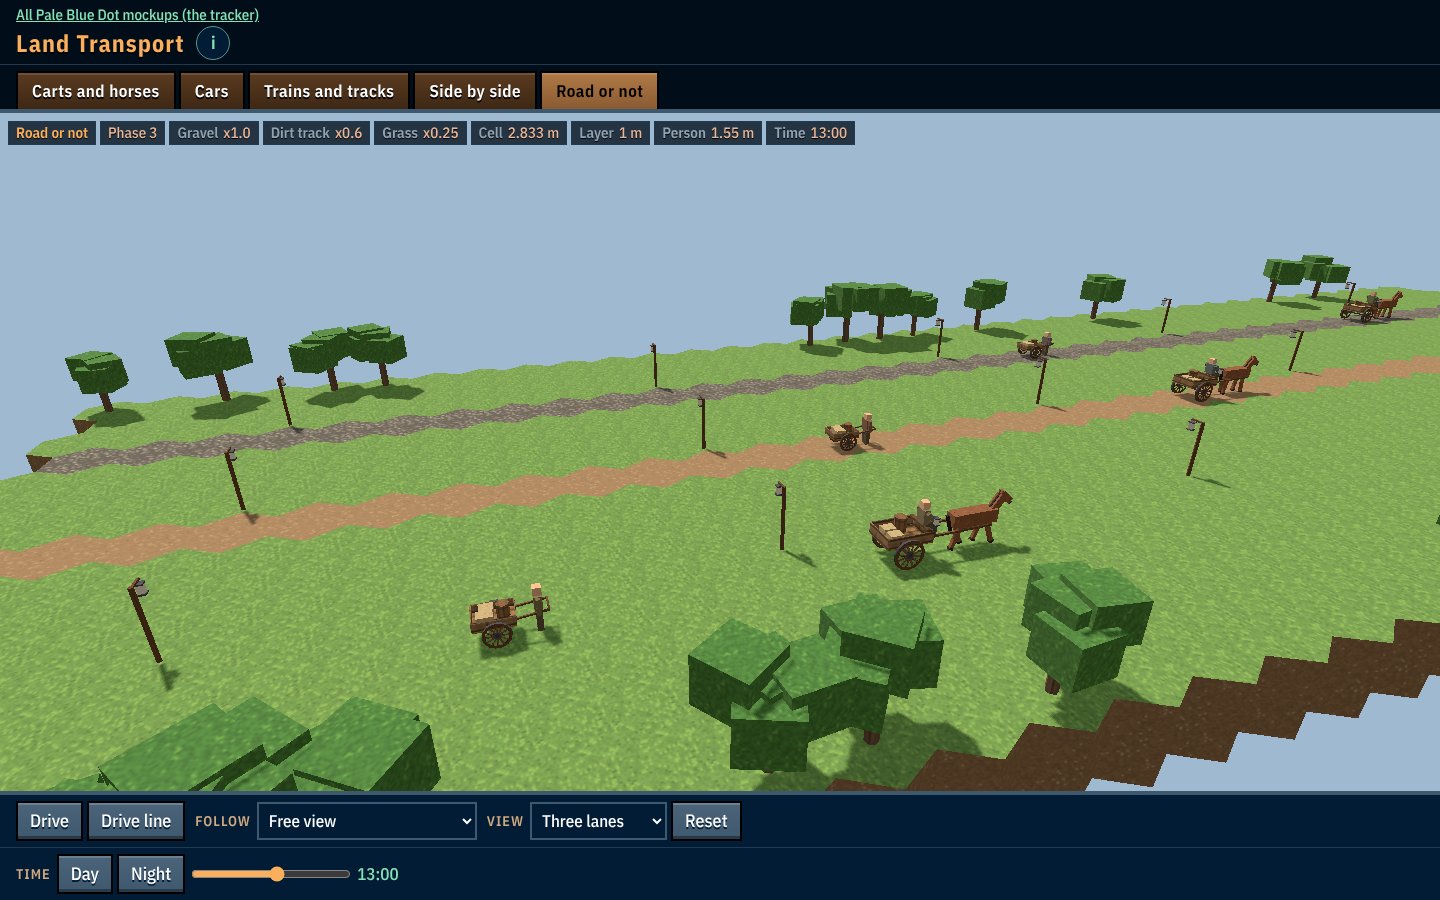 All Pale Blue Dot mockups (the tracker)
Land Transport i
Carts and horses Cars Trains and tracks Side by side Road or not
Road or not Phase 3 Gravel x1.0 Dirt track x0.6 Grass x0.25 Cell 2.833 m Layer 1 m Person 1.55 m Time 13:00
Drive Drive line FOLLOW Free view VIEW Three lanes Reset
TIME Day Night 13:00